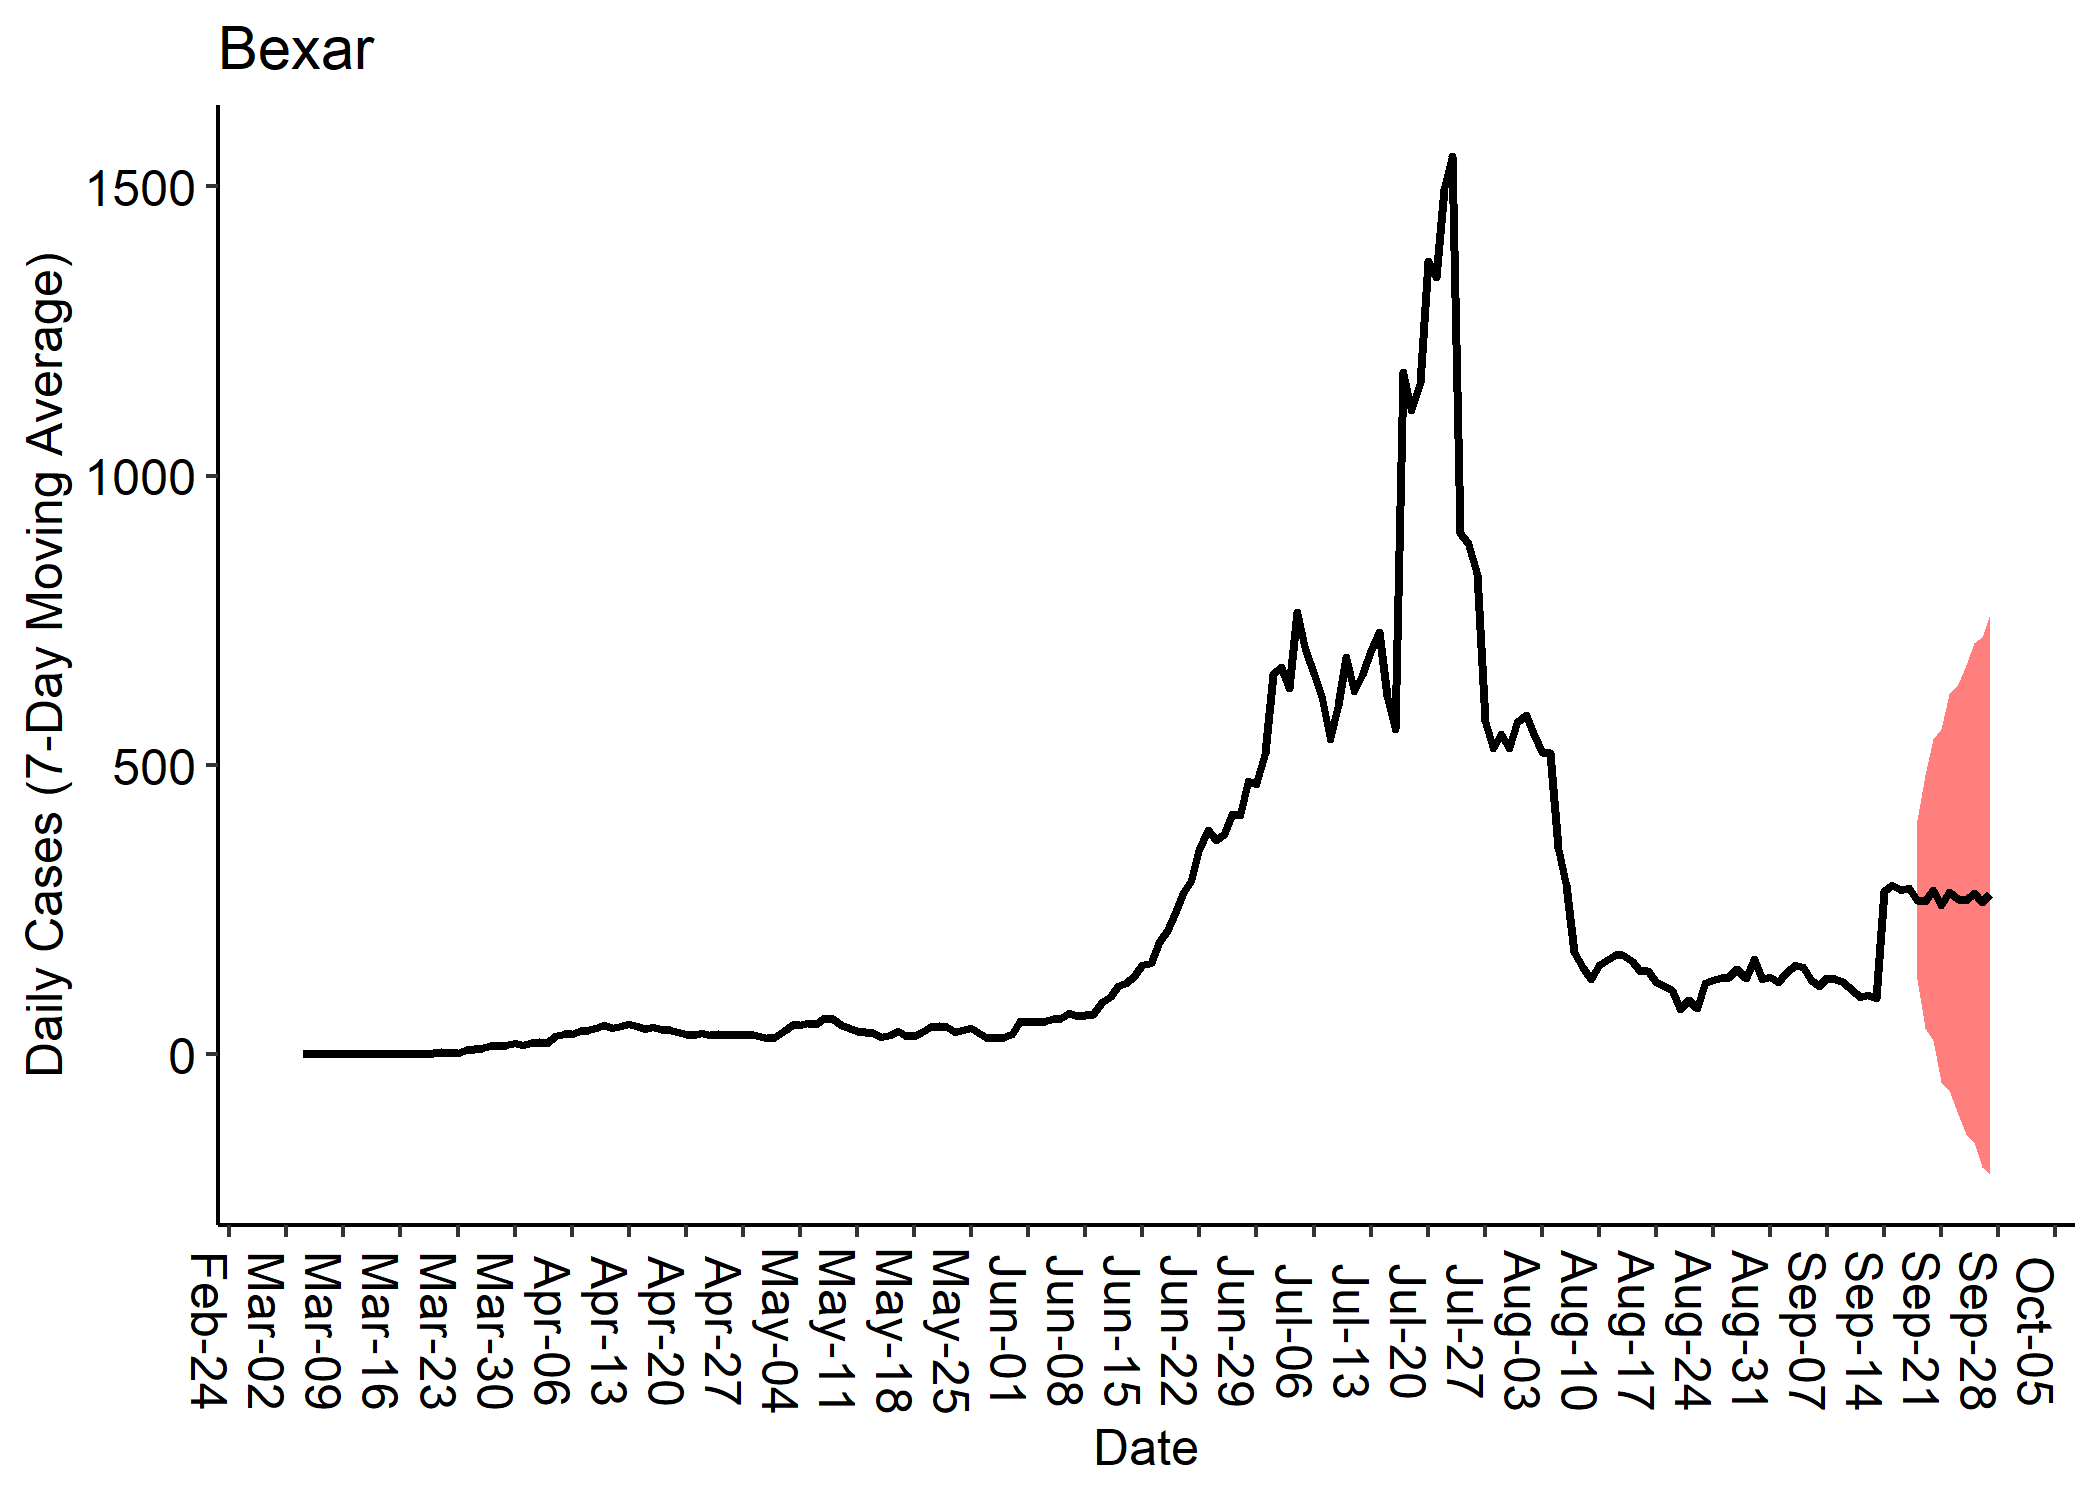 Bexar
Daily Cases (7-Day Moving Average)
1500
1000
500
0
Feb-24
Mar-02
Mar-09
Mar-16
Mar-23
Mar-30
Apr-06
Apr-13
Apr-20
Apr-27
May-04
May-11
May-18
May-25
Jun-01
Jun-08
Jun-15
Jun-22
Jun-29
Jul-06
Jul-13
Jul-20
Jul-27
Aug-03
Aug-10
Aug-17
Aug-24
Aug-31
Sep-07
Sep-14
Sep-21
Sep-28
Oct-05
Date